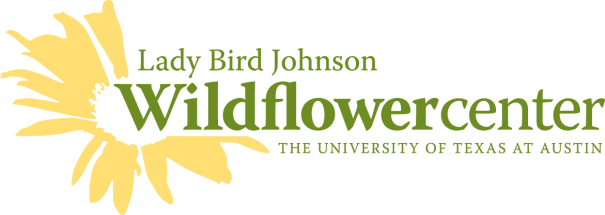 Lady Bird Johnson
Wildflowercenter
THE UNIVERSITY OF TEXAS AT AUSTIN